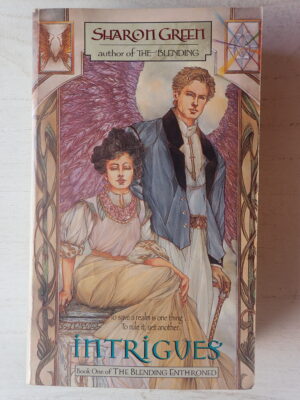 SHARON GREEN
author of THE BLENDING
To save a realm is one thing...
To rule it, yet another.
INTRIGUES
Book One of THE BLENDING ENTHRONED